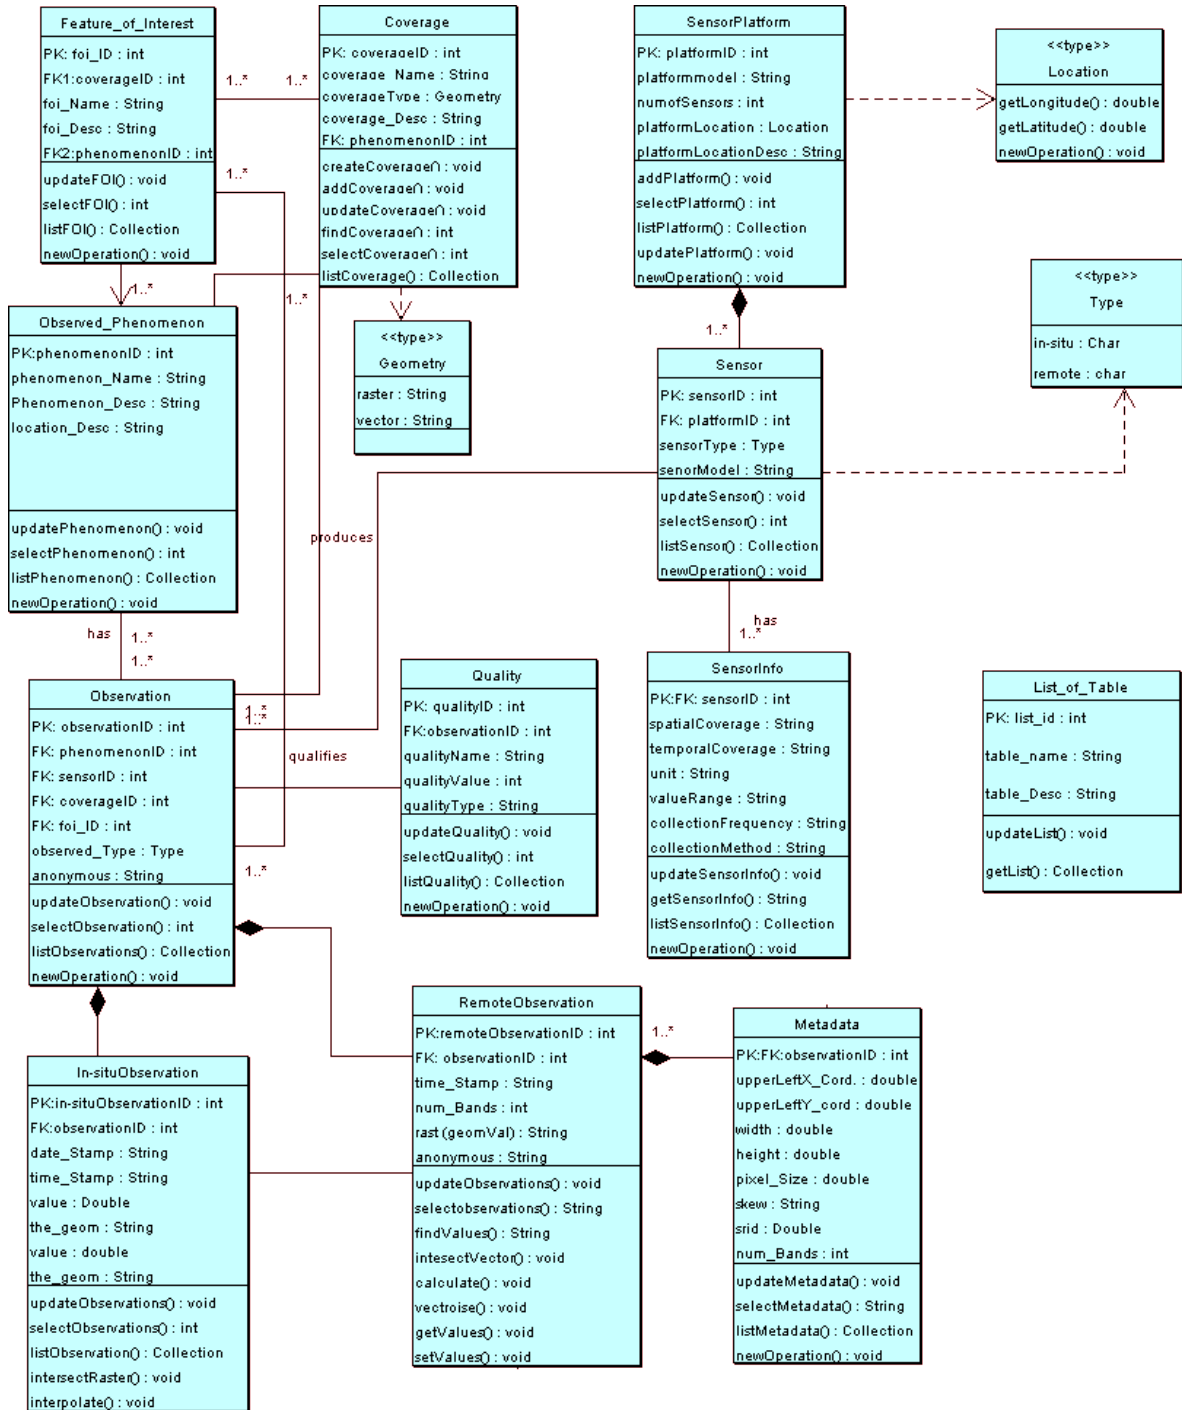 Feature_of_Interest
PK: foi_ID : int
FK1:coverageID : int
foi_Name : String
foi_Desc : String
FK2:phenomenonID : int
updateFOI() : void
selectFOI() : int
listFOI() : Collection
newOperation() : void
1..*
1..*
1..*
1..*
1..*
Coverage
PK: coverageID : int
coverage_Name : String
coverageType : Geometry
coverage_Desc : String
FK: phenomenonID : int
createCoverage() : void
addCoverage() : void
updateCoverage() : void
findCoverage() : int
selectCoverage() : int
listCoverage() : Collection
SensorPlatform
PK: platformID : int
platformmodel : String
numofSensors : int
platformLocation : Location
platformLocationDesc : String
addPlatform() : void
selectPlatform() : int
listPlatform() : Collection
updatePlatform() : void
newOperation() : void
1..*
<<type>>
Location
getLongitude() : double
getLatitude() : double
newOperation() : void
<<type>>
Type
in-situ : Char
remote : char
Observed_Phenomenon
PK:phenomenonID : int
phenomenon_Name : String
Phenomenon_Desc : String
location_Desc : String
updatePhenomenon() : void
selectPhenomenon() : int
listPhenomenon() : Collection
newOperation() : void
<<type>>
Geometry
raster : String
vector : String
Sensor
PK: sensorID : int
FK: platformID : int
sensorType : Type
senorModel : String
updateSensor() : void
selectSensor() : int
listSensor() : Collection
newOperation() : void
produces
has
1..*
1..*
has
1..*
Observation
PK: observationID : int
FK: phenomenonID : int
FK: sensorID : int
FK: coverageID : int
FK: foi_ID : int
observed_Type : Type
anonymous : String
updateObservation() : void
selectObservation() : int
listObservations() : Collection
newOperation() : void
1..*
1..*
qualifies
1..*
Quality
PK: qualityID : int
FK:observationID : int
qualityName : String
qualityValue : int
qualityType : String
updateQuality() : void
selectQuality() : int
listQuality() : Collection
newOperation() : void
SensorInfo
PK:FK: sensorID : int
spatialCoverage : String
temporalCoverage : String
unit : String
valueRange : String
collectionFrequency : String
collectionMethod : String
updateSensorInfo() : void
getSensorInfo() : String
listSensorInfo() : Collection
newOperation() : void
List_of_Table
PK: list_id : int
table_name : String
table_Desc : String
updateList() : void
getList() : Collection
In-situObservation
PK:in-situObservationID : int
FK:observationID : int
date_Stamp : String
time_Stamp : String
value : Double
the_geom : String
value : double
the_geom : String
updateObservations() : void
selectObservations() : int
listObservation() : Collection
intersectRaster() : void
interpolate() : void
RemoteObservation
PK:remoteObservationID : int
FK: observationID : int
time_Stamp : String
num_Bands : int
rast(geomVal) : String
anonymous : String
updateObservations() : void
selectobservations() : String
findValues() : String
intesectVector() : void
calculate() : void
vectroise() : void
getValues() : void
setValues() : void
1..*
Metadata
PK:FK:observationID : int
upperLeftX_Cord. : double
upperLeftY_cord : double
width : double
height : double
pixel_Size : double
skew : String
srid : Double
num_Bands : int
updateMetadata() : void
selectMetadata() : String
listMetadata() : Collection
newOperation() : void